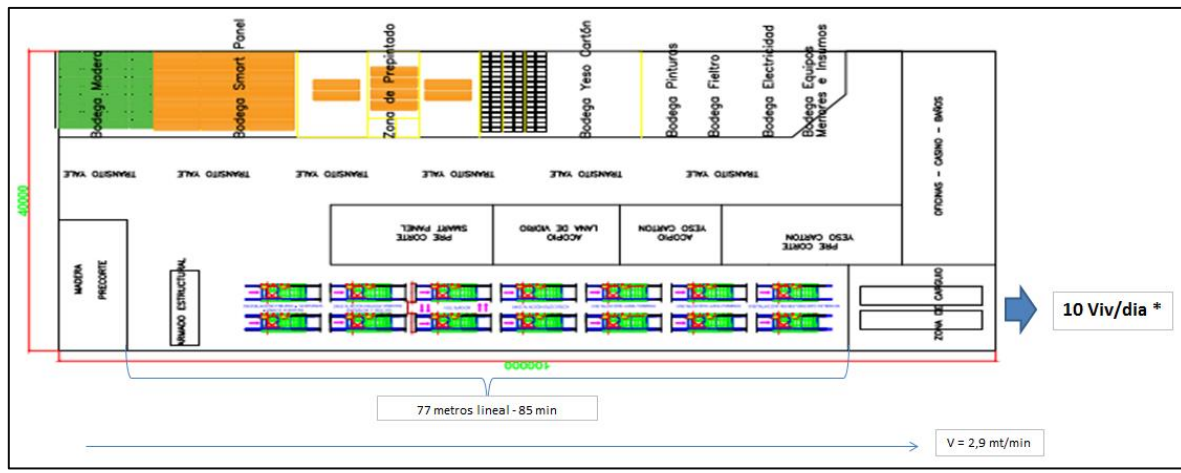 Bodega Madera
Bodega Smart Panel
Zona de Prepintado
Bodega Yeso Cartón
Bodega Pinturas
Bodega Fieltro
Bodega Electricidad
Bodega Equipos
Menores e Insumos
OFICINAS - CASINO - BAÑOS
TRANSITO YALE
TRANSITO YALE
TRANSITO YALE
TRANSITO YALE
TRANSITO YALE
TRANSITO YALE
40000
PRE CORTE
SMART PANEL
ACOPIO
LANA DE VIDRIO
ACOPIO
YESO CARTON
PRE CORTE
YESO CARTON
MADERA
PRECORTE
ARMADO ESTRUCTURAL
ZONA DE CARGUIO
10 Viv/dia *
100000
77 metros lineal - 85 min
V = 2,9 mt/min